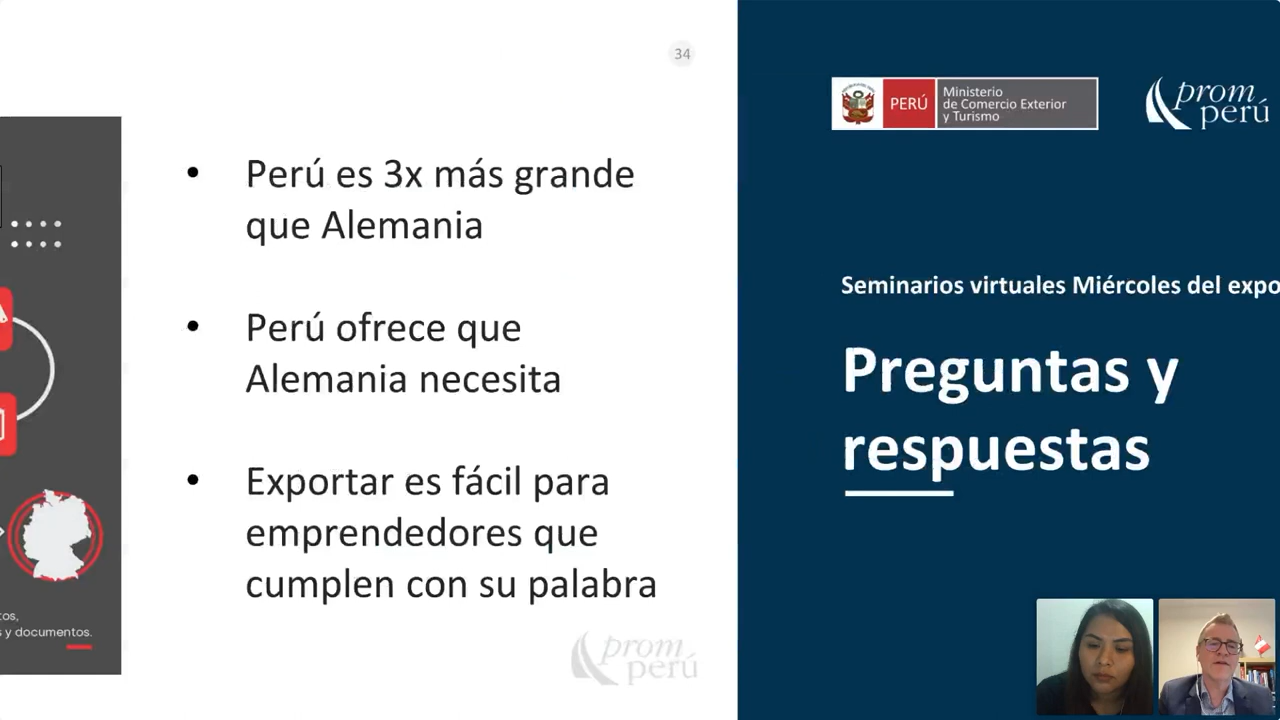 34
• Perú es 3x más grande
que Alemania
• Perú ofrece que
Alemania necesita
• Exportar es fácil para
emprendedores que
cumplen con su palabra
tos,
s y documentos.
prom
perú
PERÚ
Ministerio
de Comercio Exterior
y Turismo
prom
perú
Seminarios virtuales Miércoles del expo
Preguntas y
respuestas